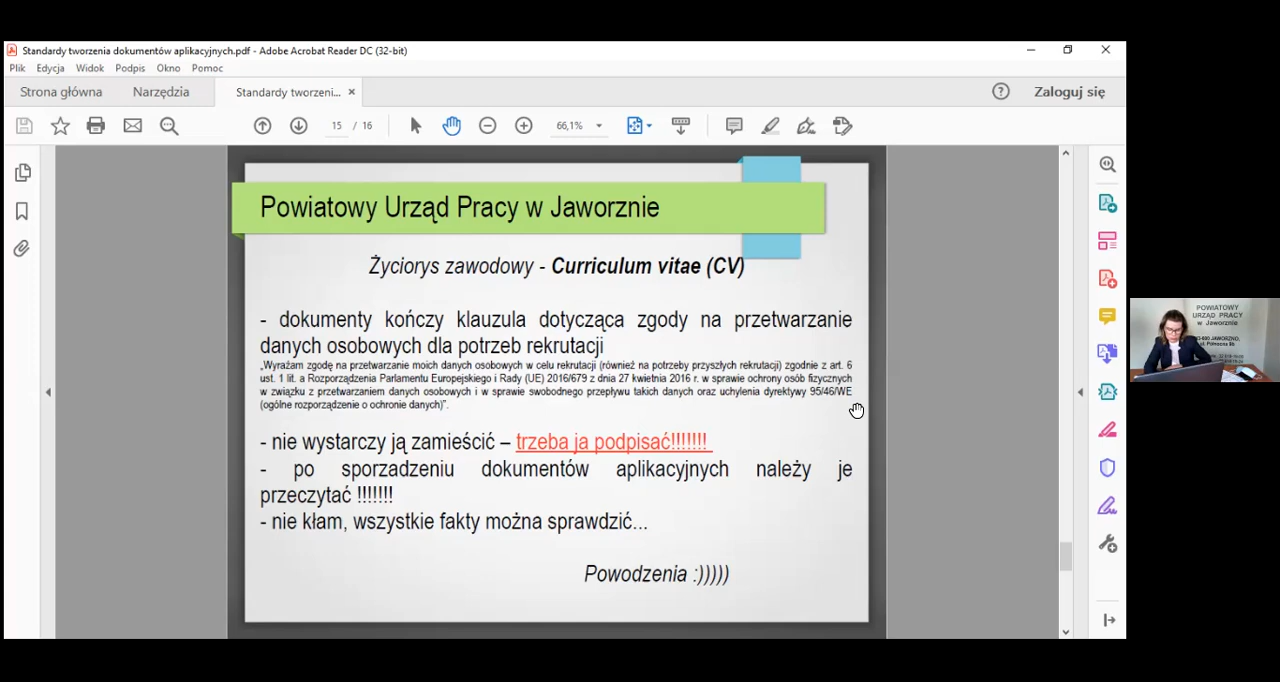 Standardy tworzenia dokumentów aplikacyjnych.pdf - Adobe Acrobat Reader DC (32-bit)
Plik Edycja Widok Podpis Okno Pomoc
Strona główna Narzędzia Standardy tworzeni... × Zaloguj się
15 / 16 66,1%
Powiatowy Urząd Pracy w Jaworznie
Życiorys zawodowy - Curriculum vitae (CV)
- dokumenty kończy klauzula dotycząca zgody na przetwarzanie
danych osobowych dla potrzeb rekrutacji
„Wyrażam zgodę na przetwarzanie moich danych osobowych w celu rekrutacji (również na potrzeby przyszłych rekrutacji) zgodnie z art. 6
ust. 1 lit. a Rozporządzenia Parlamentu Europejskiego i Rady (UE) 2016/679 z dnia 27 kwietnia 2016 r. w sprawie ochrony osób fizycznych
w związku z przetwarzaniem danych osobowych i w sprawie swobodnego przepływu takich danych oraz uchylenia dyrektywy 95/46/WE
(ogólne rozporządzenie o ochronie danych)”.
- nie wystarczy ją zamieścić – trzeba ja podpisać!!!!!!!
- po sporzadzeniu dokumentów aplikacyjnych należy je
przeczytać !!!!!!!
- nie kłam, wszystkie fakty można sprawdzić...
Powodzenia :)))))
POWIATOWY
URZĄD PRACY
w Jaworznie
JAWORZNO,